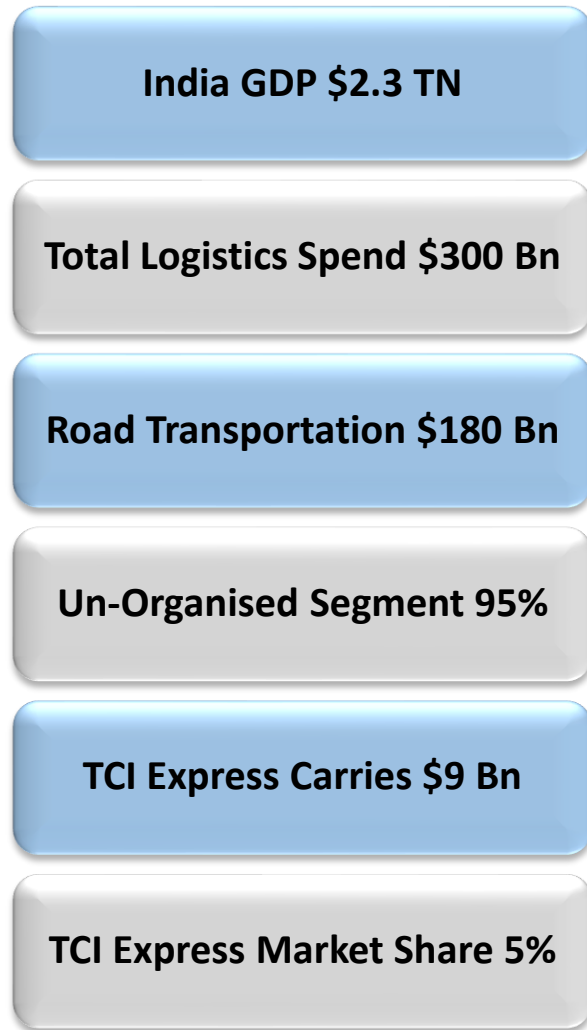 India GDP $2.3 TN
Total Logistics Spend $300 Bn
Road Transportation $180 Bn
Un-Organised Segment 95%
TCI Express Carries $9 Bn
TCI Express Market Share 5%